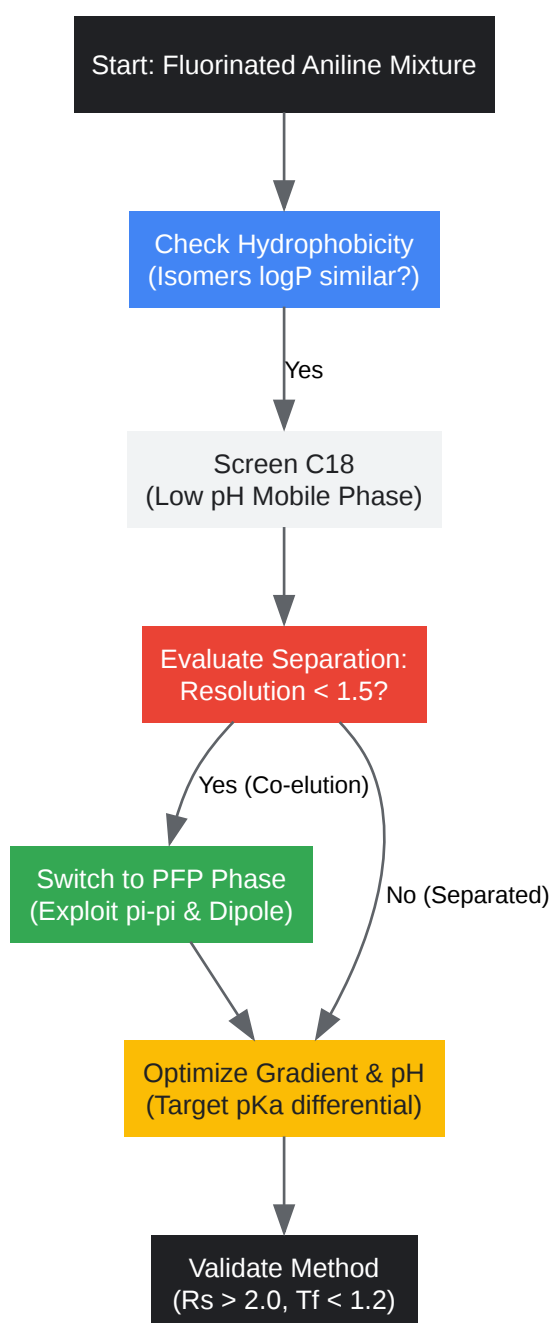 Start: Fluorinated Aniline Mixture
Check Hydrophobicity
(Isomers logP similar?)
Yes
Screen C18
(Low pH Mobile Phase)
Evaluate Separation:
Resolution < 1.5?
Yes (Co-elution)
Switch to PFP Phase
(Exploit pi-pi & Dipole)
No (Separated)
Optimize Gradient & pH
(Target pKa differential)
Validate Method
(Rs > 2.0, Tf < 1.2)